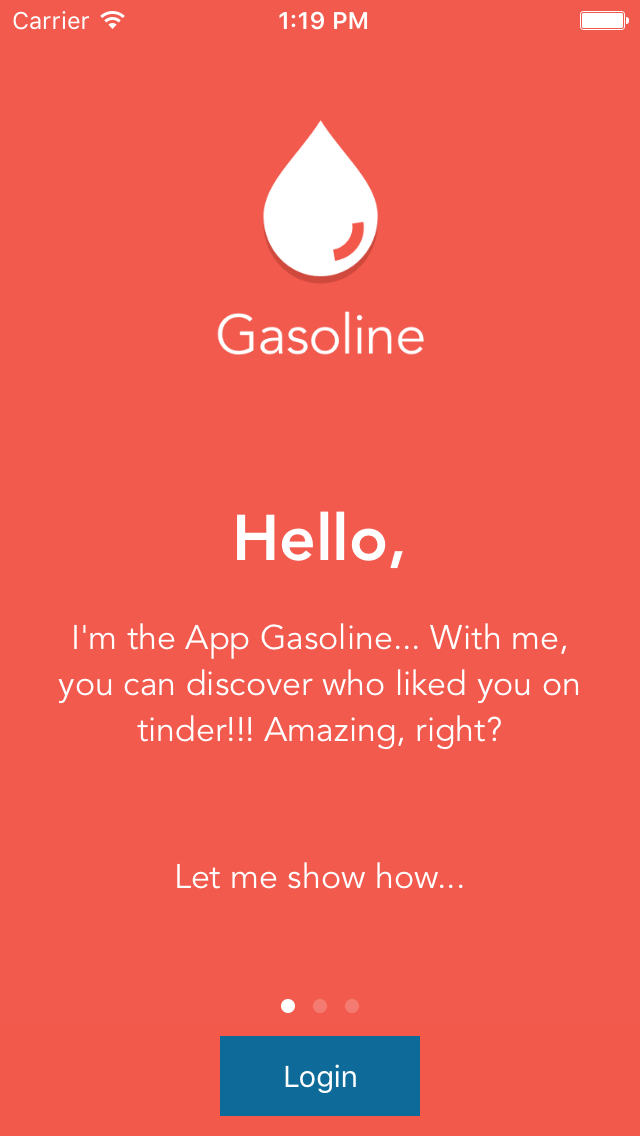 Carrier 1:19 PM
Gasoline
Hello,
I'm the App Gasoline... With me,
you can discover who liked you on
tinder!!! Amazing, right?
Let me show how...
Login